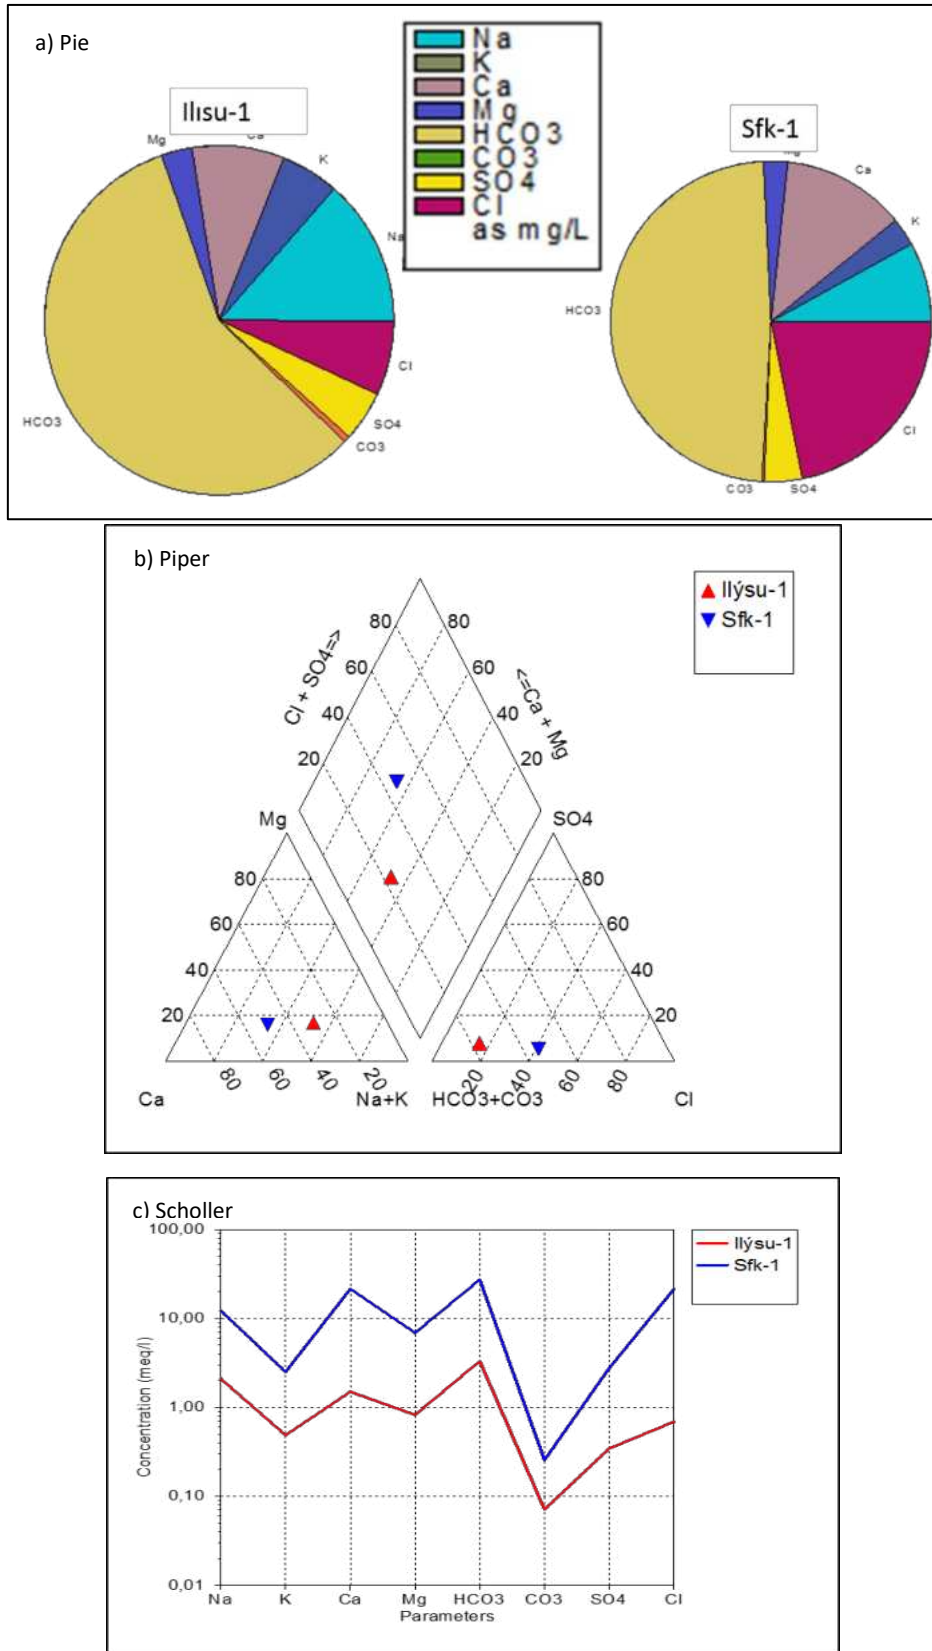 a) Pie
Ilısu-1
Mg
Ca
K
Na
HCO3
Cl
SO4
CO3
Na
K
Ca
Mg
HCO3
CO3
SO4
Cl
as mg/L
Sfk-1
Mg
Ca
K
HCO3
Cl
CO3
SO4
b) Piper
Ilýsu-1
Sfk-1
80 80
60 60
40 40
20 20
Cl + SO4=>
<=Ca + Mg
Mg
SO4
80 80
60 60
40 40
20 20
80 60 40 20
20 40 60 80
Ca Na+K HCO3+CO3 Cl
c) Scholler
Ilýsu-1
Sfk-1
100,00
10,00
1,00
0,10
0,01
Concentration (meq/l)
Na K Ca Mg HCO3 CO3 SO4 Cl
Parameters